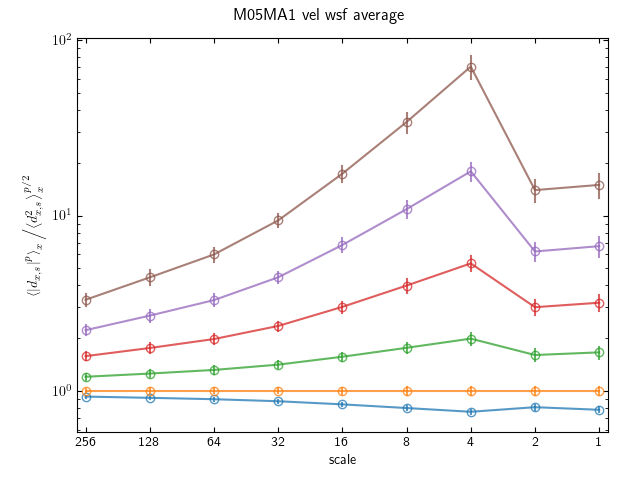 M05MA1 vel wsf average
10²
10¹
10⁰
⟨|d_{x,s}|^p⟩_x / ⟨d²_{x,s}⟩_x^{p/2}
256 128 64 32 16 8 4 2 1
scale